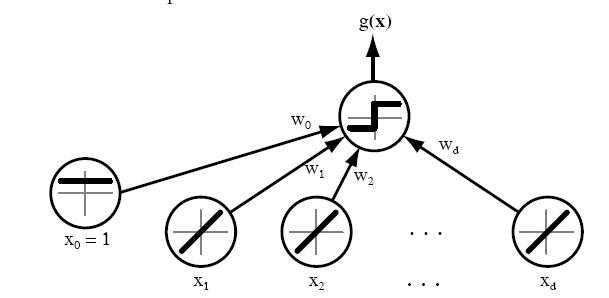 g(x)
w0
w1
w2
wd
x0 = 1
. . .
x1
x2
. . .
xd